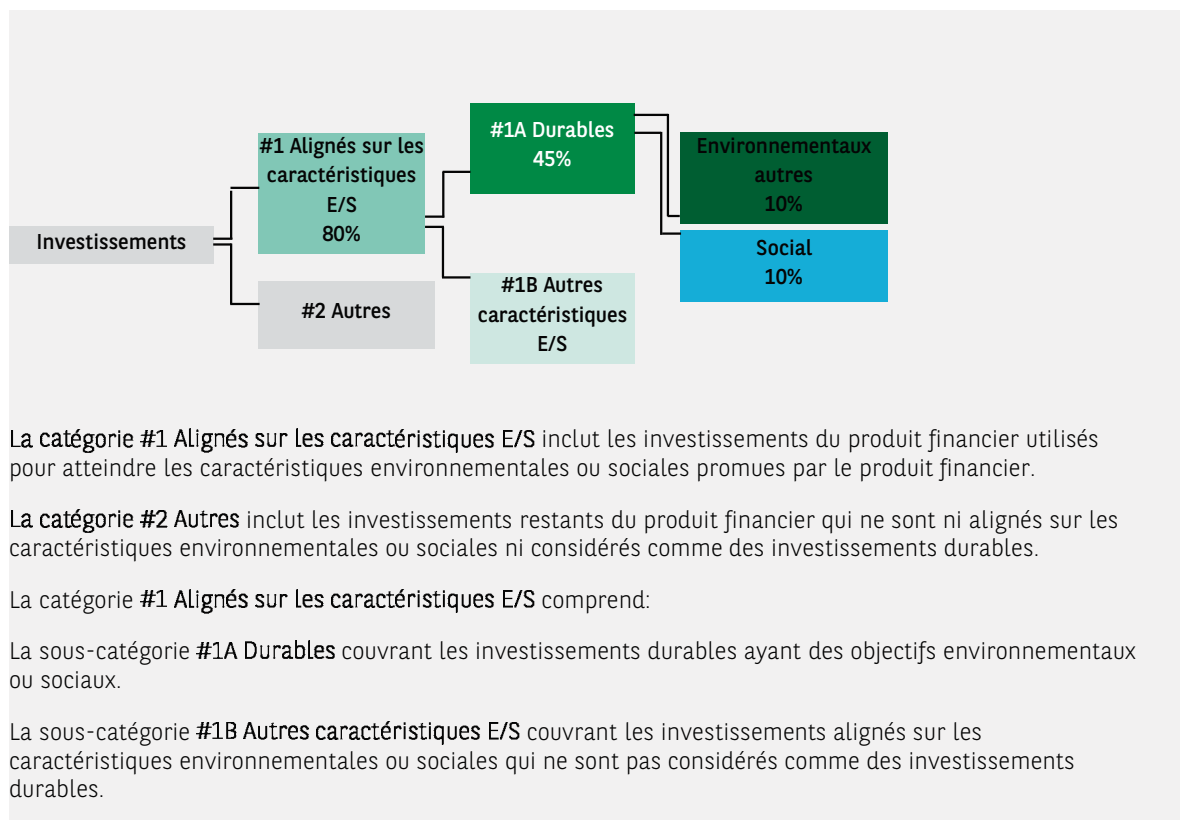 #1A Durables
45%
#1 Alignés sur les
caractéristiques
E/S
80%
Environnementaux
autres
10%
Investissements
Social
10%
#2 Autres
#1B Autres
caractéristiques
E/S
La catégorie #1 Alignés sur les caractéristiques E/S inclut les investissements du produit financier utilisés
pour atteindre les caractéristiques environnementales ou sociales promues par le produit financier.
La catégorie #2 Autres inclut les investissements restants du produit financier qui ne sont ni alignés sur les
caractéristiques environnementales ou sociales ni considérés comme des investissements durables.
La catégorie #1 Alignés sur les caractéristiques E/S comprend:
La sous-catégorie #1A Durables couvrant les investissements durables ayant des objectifs environnementaux
ou sociaux.
La sous-catégorie #1B Autres caractéristiques E/S couvrant les investissements alignés sur les
caractéristiques environnementales ou sociales qui ne sont pas considérés comme des investissements
durables.